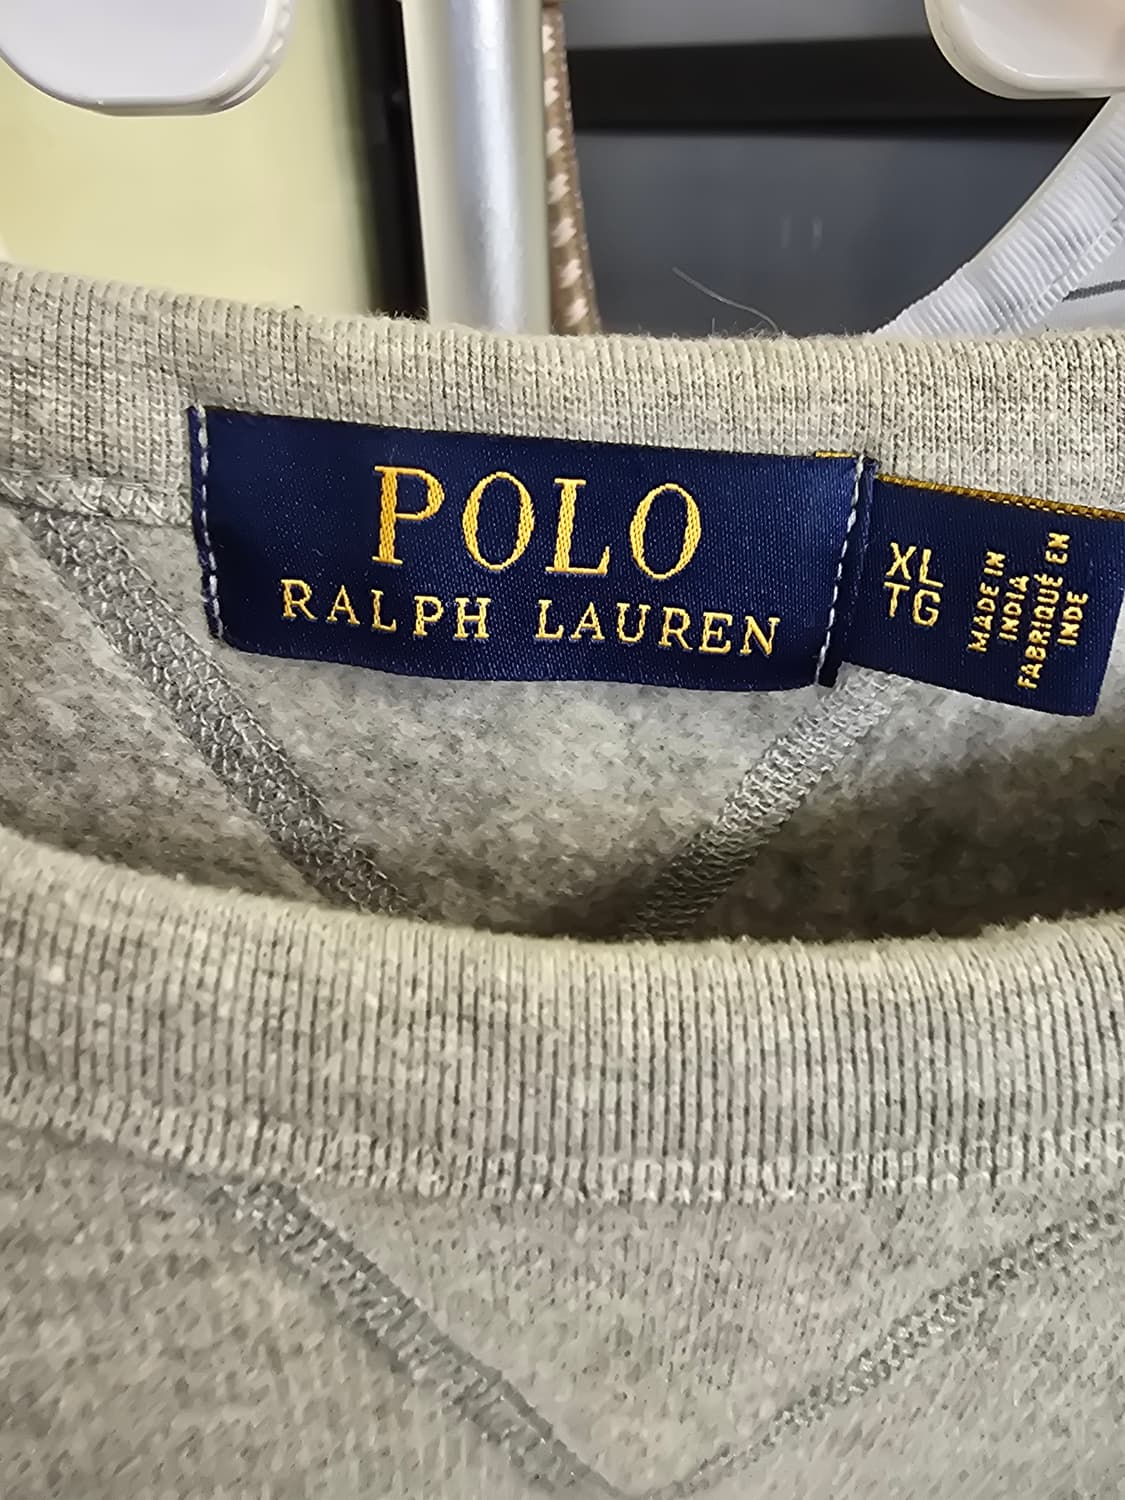 POLO
RALPH LAUREN
XL
TG
MADE IN
INDIA
FABRIQUÉ EN
INDE